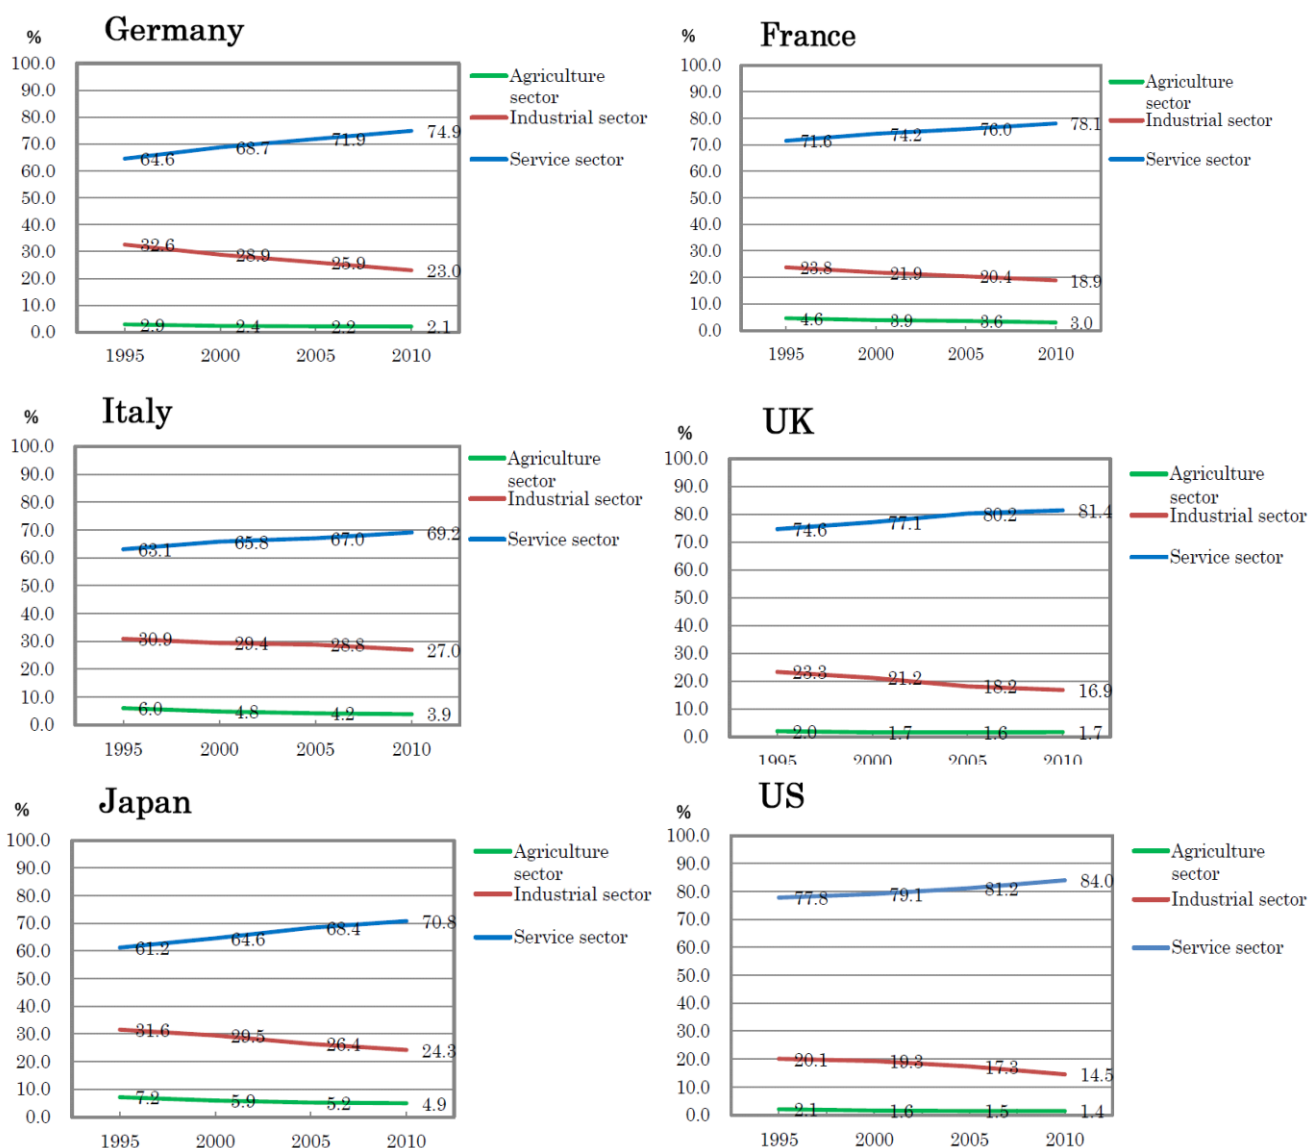 Germany
%
100.0
90.0
80.0
70.0
60.0
50.0
40.0
30.0
20.0
10.0
0.0
64.6 68.7 71.9 74.9
32.6 28.9 25.9 23.0
2.9 2.4 2.2 2.1
1995 2000 2005 2010
Agriculture
sector
Industrial sector
Service sector
France
%
100.0
90.0
80.0
70.0
60.0
50.0
40.0
30.0
20.0
10.0
0.0
71.6 74.2 76.0 78.1
23.8 21.9 20.4 18.9
4.6 3.9 3.6 3.0
1995 2000 2005 2010
Agriculture
sector
Industrial sector
Service sector
Italy
%
100.0
90.0
80.0
70.0
60.0
50.0
40.0
30.0
20.0
10.0
0.0
63.1 65.8 67.0 69.2
30.9 29.4 28.8 27.0
6.0 4.8 4.2 3.9
1995 2000 2005 2010
Agriculture
sector
Industrial sector
Service sector
UK
%
100.0
90.0
80.0
70.0
60.0
50.0
40.0
30.0
20.0
10.0
0.0
74.6 77.1 80.2 81.4
23.3 21.2 18.2 16.9
2.0 1.7 1.6 1.7
1995 2000 2005 2010
Agriculture
sector
Industrial sector
Service sector
Japan
%
100.0
90.0
80.0
70.0
60.0
50.0
40.0
30.0
20.0
10.0
0.0
61.2 64.6 68.4 70.8
31.6 29.5 26.4 24.3
7.2 5.9 5.2 4.9
1995 2000 2005 2010
Agriculture
sector
Industrial sector
Service sector
US
%
100.0
90.0
80.0
70.0
60.0
50.0
40.0
30.0
20.0
10.0
0.0
77.8 79.1 81.2 84.0
20.1 19.3 17.3 14.5
2.1 1.6 1.5 1.4
1995 2000 2005 2010
Agriculture
sector
Industrial sector
Service sector